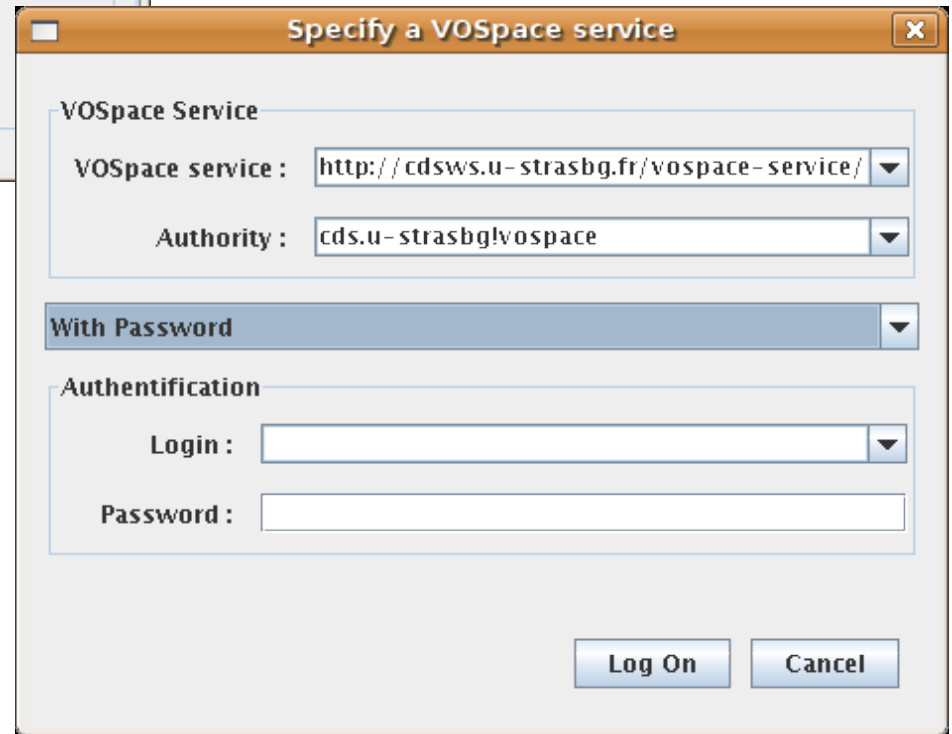 Specify a VOSpace service
VOSpace Service
VOSpace service : http://cdsws.u-strasbg.fr/vospace-service/
Authority : cds.u-strasbg!vospace
With Password
Authentification
Login :
Password :
Log On Cancel